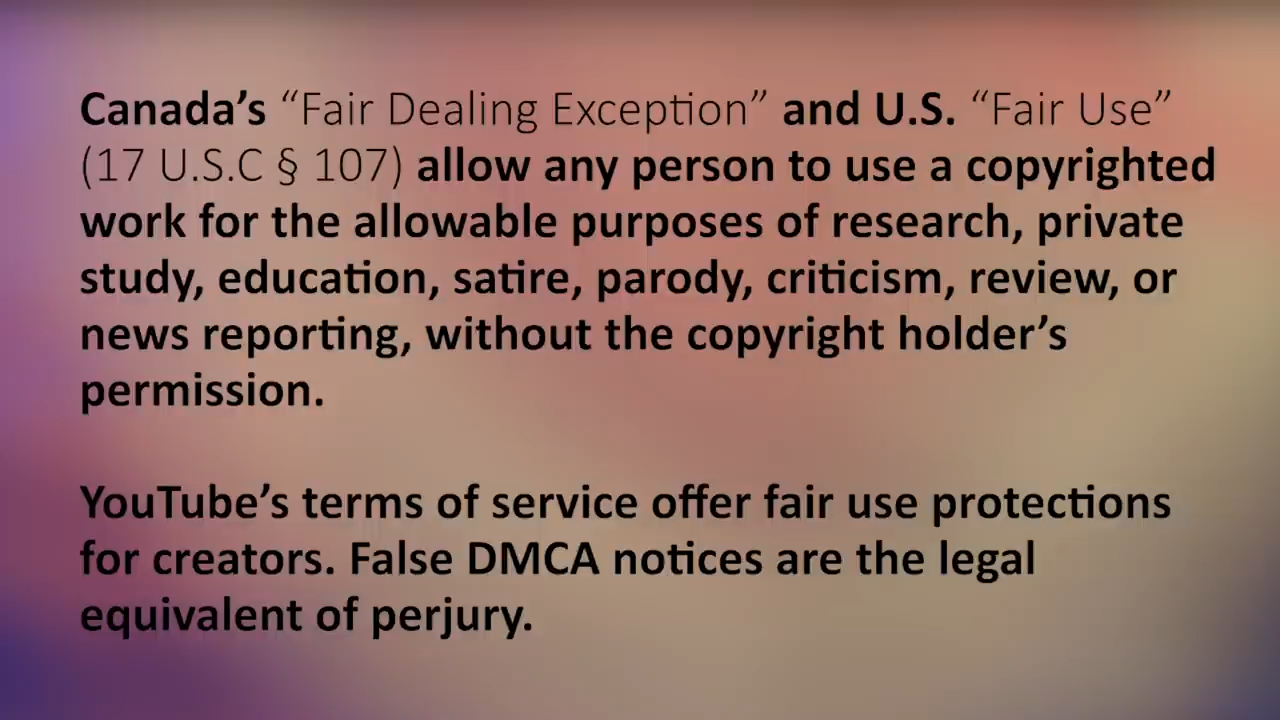 Canada’s “Fair Dealing Exception” and U.S. “Fair Use”
(17 U.S.C § 107) allow any person to use a copyrighted
work for the allowable purposes of research, private
study, education, satire, parody, criticism, review, or
news reporting, without the copyright holder’s
permission.
YouTube’s terms of service offer fair use protections
for creators. False DMCA notices are the legal
equivalent of perjury.